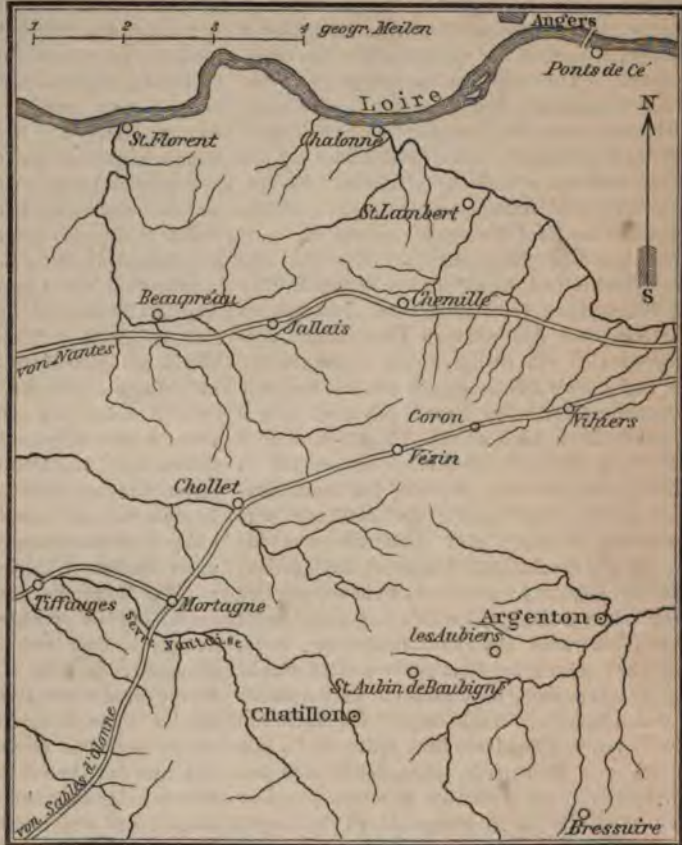 Angers
1 2 3 4 geogr. Meilen
Ponts de Cé
Loire
N
St. Florent
Chalonne
St. Lambert
S
Beaupréau
Chemille
Jallais
von Nantes
Coron
Nihiers
Vézin
Chollet
Tiffauges
Mortagne
Argenton
Sèvre Nantaise
les Aubiers
St. Aubin de Baubigné
Chatillon
von Sables d'olonne
Bressuire